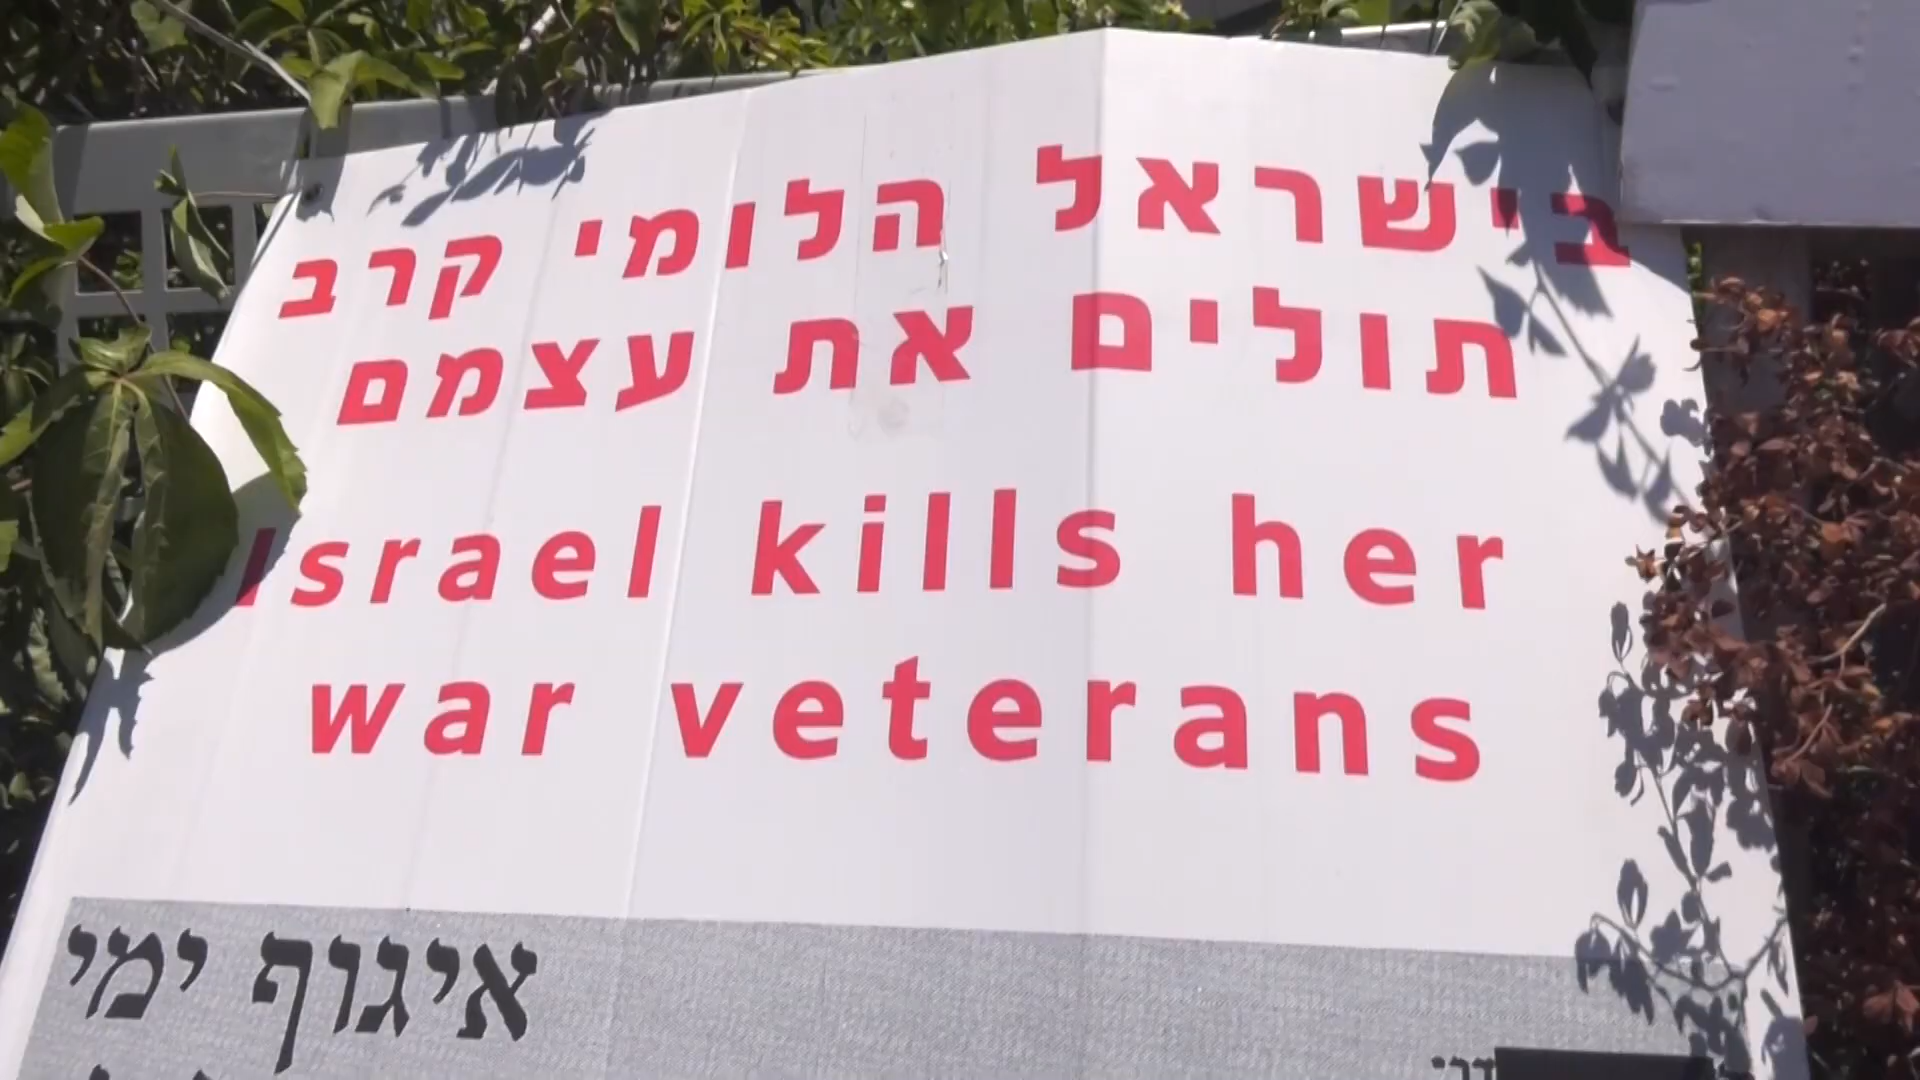 בישראל הלומי קרב
תולים את עצמם
Israel kills her
war veterans
איגוף ימי